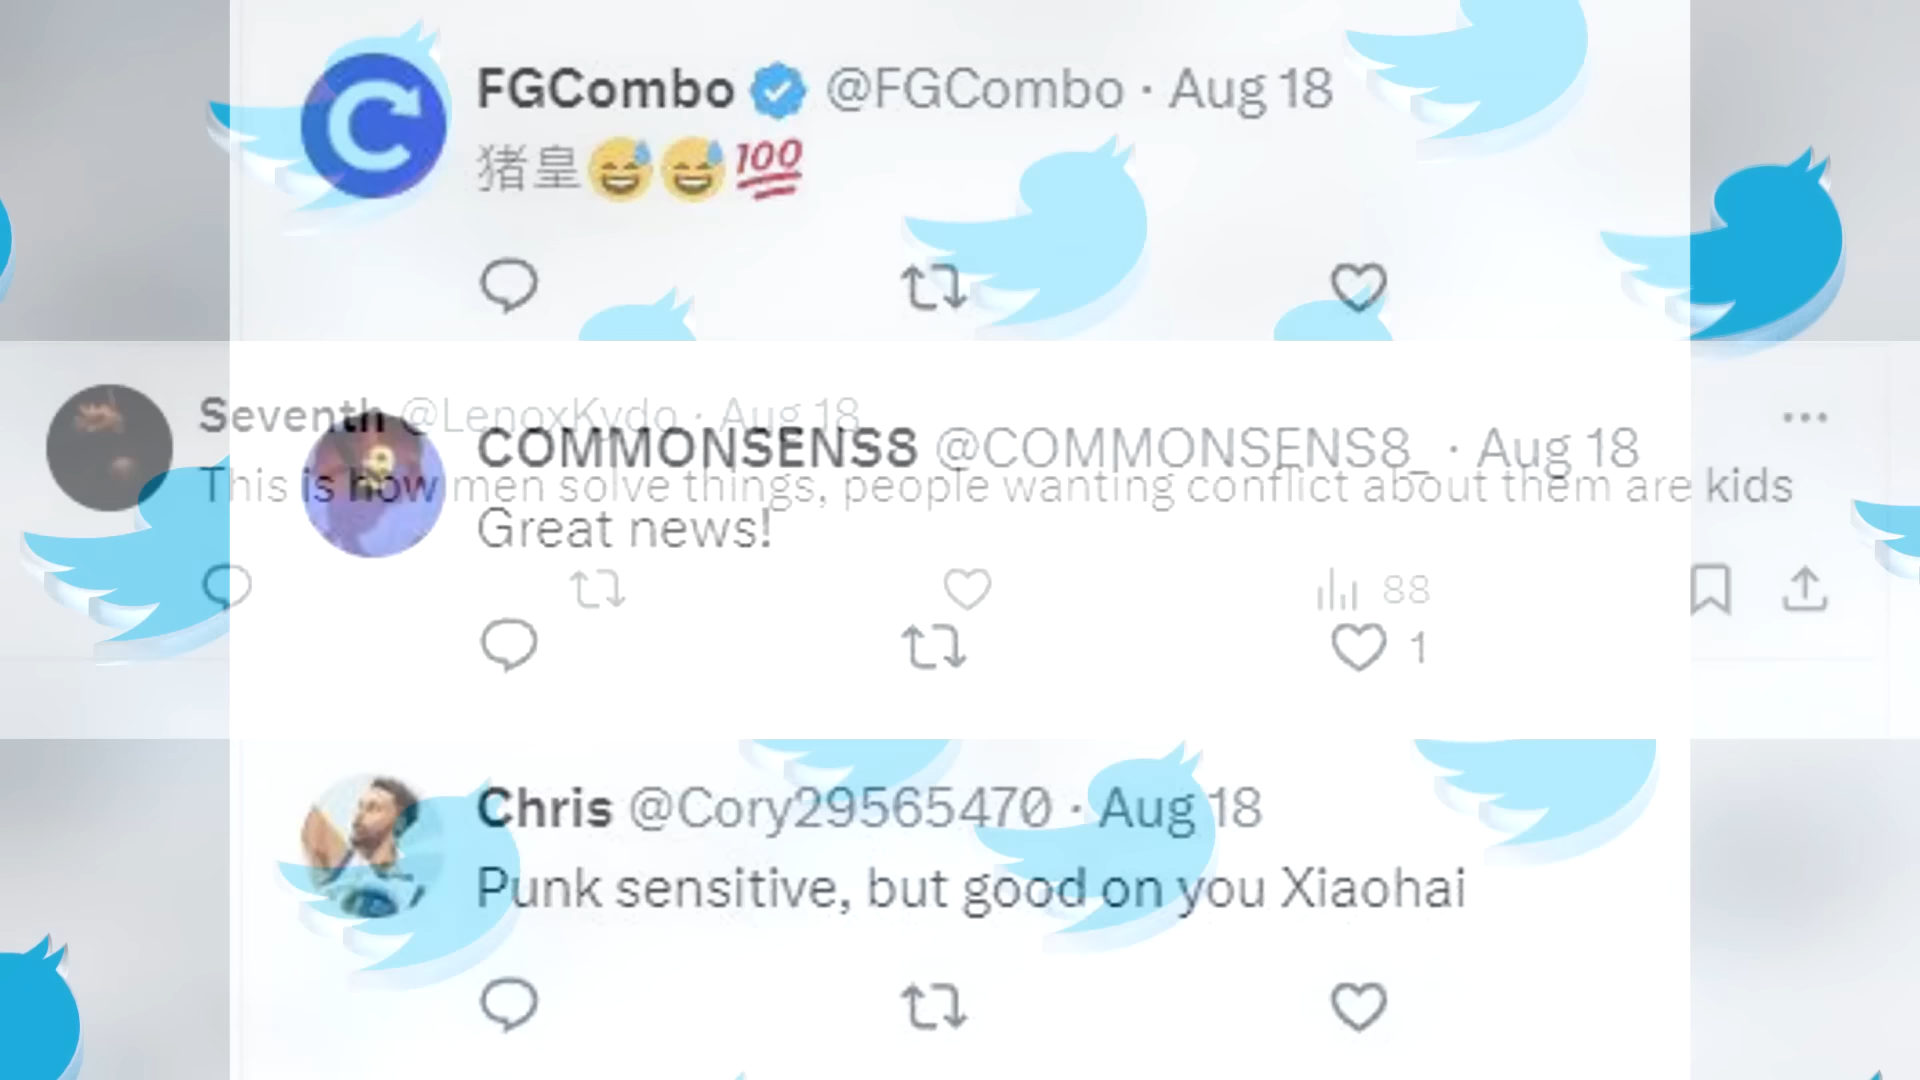 FGCombo @FGCombo · Aug 18
猪皇😅😅💯
Seventh @LenoxKydo · Aug 18
This is how men solve things, people wanting conflict about them are kids
88
COMMONSENS8 @COMMONSENS8_ · Aug 18
Great news!
1
Chris @Cory29565470 · Aug 18
Punk sensitive, but good on you Xiaohai